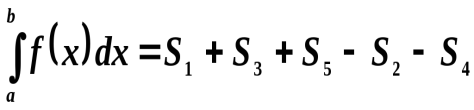 ∫ₐᵇ f(x)dx = S₁ + S₃ + S₅ - S₂ - S₄